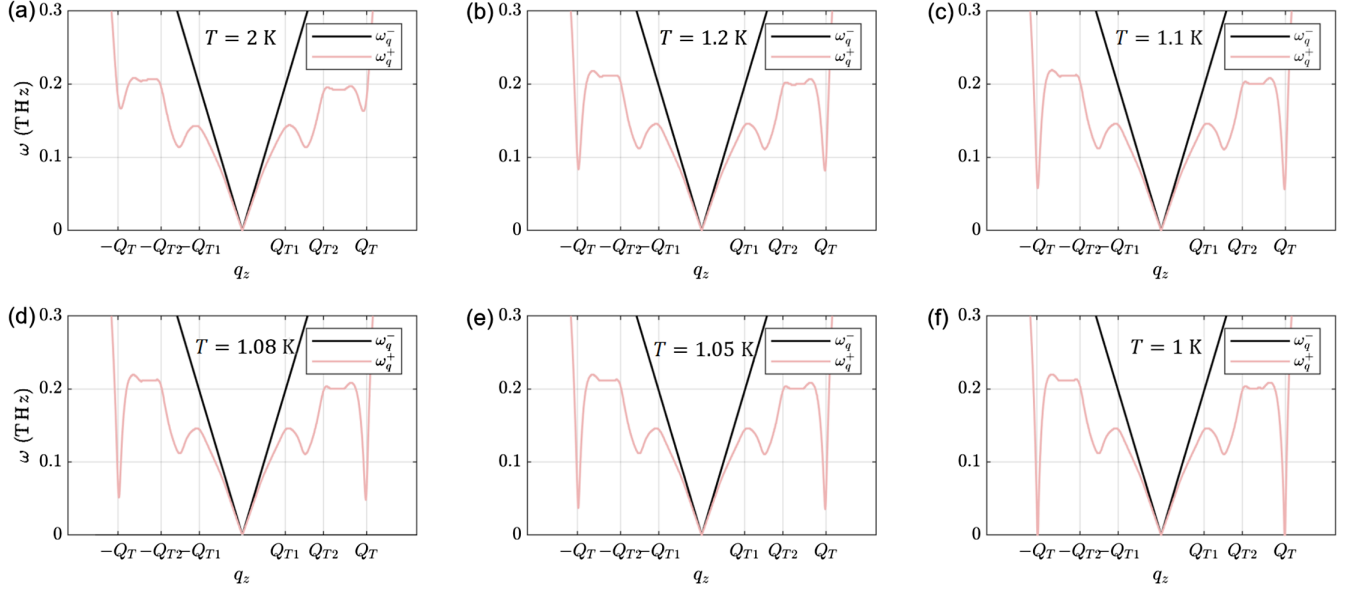 (a)
0.3
0.2
0.1
0
ω (THz)
T = 2 K
ω_q^-
ω_q^+
−Q_T −Q_T2 −Q_T1 Q_T1 Q_T2 Q_T
q_z
(b)
0.3
0.2
0.1
0
T = 1.2 K
ω_q^-
ω_q^+
−Q_T −Q_T2 −Q_T1 Q_T1 Q_T2 Q_T
q_z
(c)
0.3
0.2
0.1
0
T = 1.1 K
ω_q^-
ω_q^+
−Q_T −Q_T2 −Q_T1 Q_T1 Q_T2 Q_T
q_z
(d)
0.3
0.2
0.1
0
ω (THz)
T = 1.08 K
ω_q^-
ω_q^+
−Q_T −Q_T2 −Q_T1 Q_T1 Q_T2 Q_T
q_z
(e)
0.3
0.2
0.1
0
T = 1.05 K
ω_q^-
ω_q^+
−Q_T −Q_T2 −Q_T1 Q_T1 Q_T2 Q_T
q_z
(f)
0.3
0.2
0.1
0
T = 1 K
ω_q^-
ω_q^+
−Q_T −Q_T2 −Q_T1 Q_T1 Q_T2 Q_T
q_z